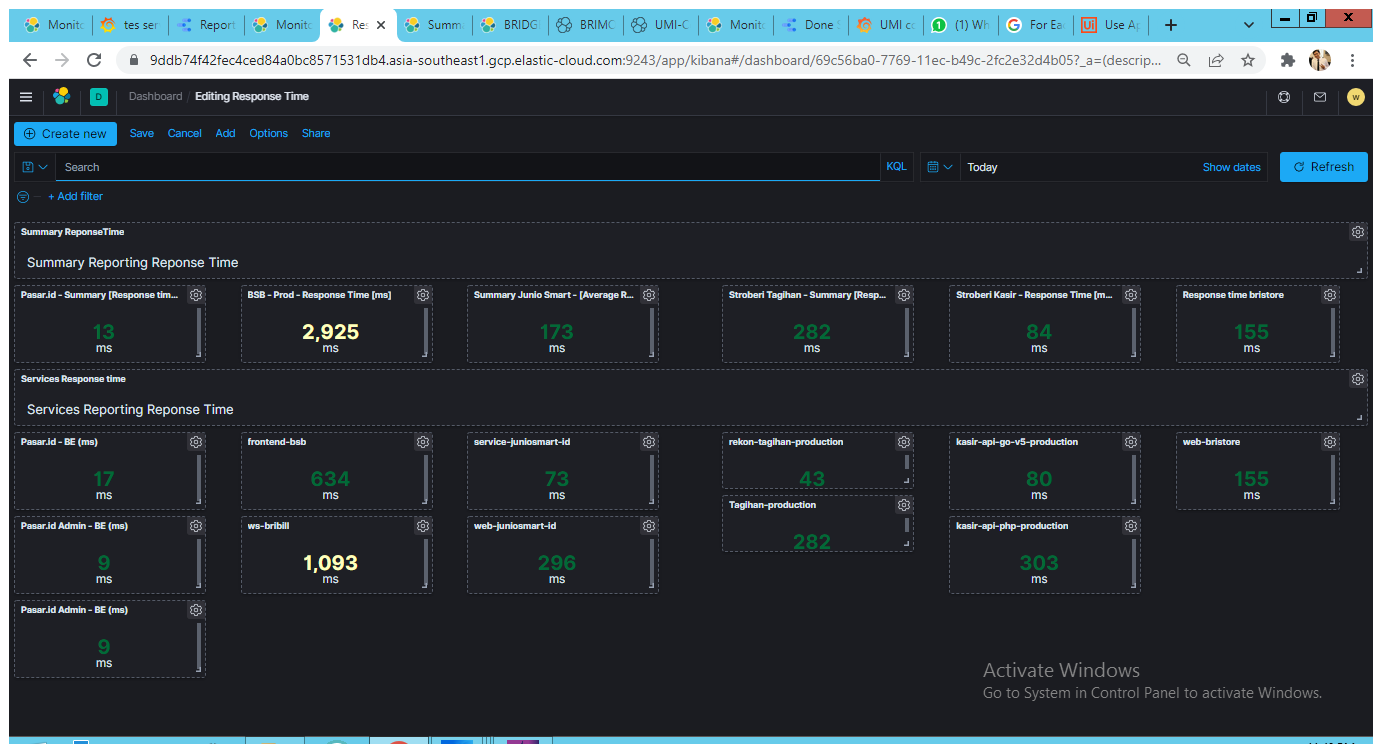 Monito
tes ser
Report
Monito
Res
Summ
BRIDG
BRIMO
UMI-C
Monito
Done S
UMI co
(1) Wh
For Ea
Use Ap
9ddb74f42fec4ced84a0bc8571531db4.asia-southeast1.gcp.elastic-cloud.com:9243/app/kibana#/dashboard/69c56ba0-7769-11ec-b49c-2fc2e32d4b05?_a=(descrip...
D
Dashboard / Editing Response Time
w
Create new Save Cancel Add Options Share
Search KQL Today Show dates Refresh
+ Add filter
Summary ReponseTime
Summary Reporting Reponse Time
Pasar.id - Summary [Response tim...
13
ms
BSB - Prod - Response Time [ms]
2,925
ms
Summary Junio Smart - [Average R...
173
ms
Stroberi Tagihan - Summary [Resp...
282
ms
Stroberi Kasir - Response Time [m...
84
ms
Response time bristore
155
ms
Services Response time
Services Reporting Reponse Time
Pasar.id - BE (ms)
17
ms
frontend-bsb
634
ms
service-juniosmart-id
73
ms
rekon-tagihan-production
43
kasir-api-go-v5-production
80
ms
web-bristore
155
ms
Tagihan-production
282
Pasar.id Admin - BE (ms)
9
ms
ws-bribill
1,093
ms
web-juniosmart-id
296
ms
kasir-api-php-production
303
ms
Pasar.id Admin - BE (ms)
9
ms
Activate Windows
Go to System in Control Panel to activate Windows.